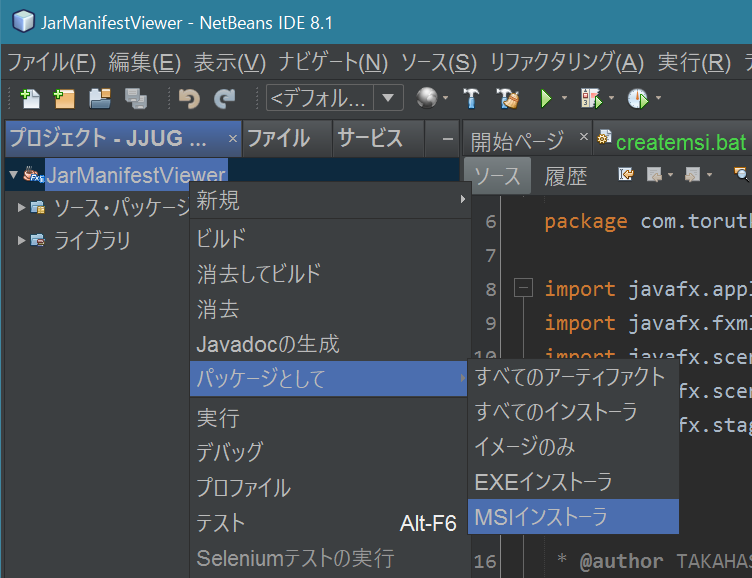 JarManifestViewer - NetBeans IDE 8.1
ファイル(F) 編集(E) 表示(V) ナビゲート(N) ソース(S) リファクタリング(A) 実行(R)
<デフォル...
プロジェクト - JJUG ... × ファイル サービス –
開始ページ × createmsi.bat
JarManifestViewer
ソース 履歴
ソース・パッケージ
ライブラリ
新規
ビルド
消去してビルド
消去
Javadocの生成
パッケージとして
実行
デバッグ
プロファイル
テスト Alt-F6
Seleniumテストの実行
すべてのアーティファクト
すべてのインストーラ
イメージのみ
EXEインストーラ
MSIインストーラ
6 package com.toruth
7
8 import javafx.appl
9 import javafx.fxml
10 import javafx.scen
fx.scen
fx.stag
16 * @author TAKAHAS